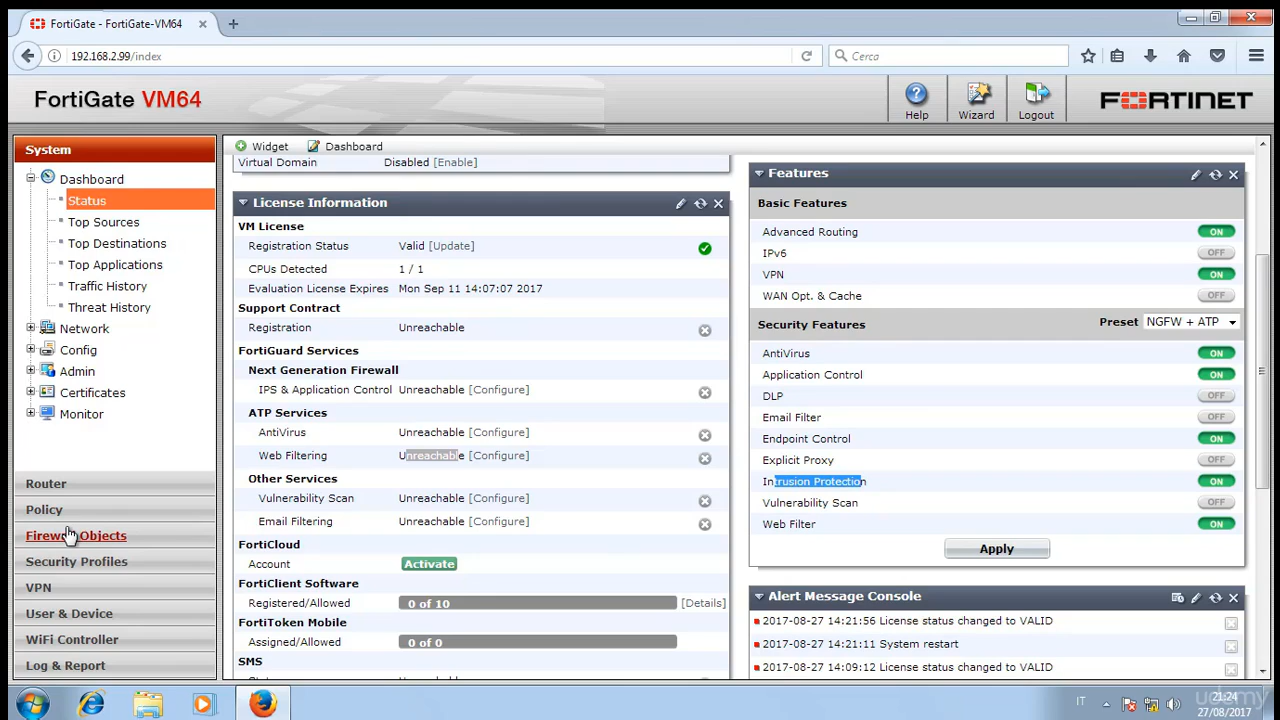 FortiGate - FortiGate-VM64
192.168.2.99/index
Cerca
FortiGate VM64
Help
Wizard
Logout
FORTINET
System
Dashboard
Status
Top Sources
Top Destinations
Top Applications
Traffic History
Threat History
Network
Config
Admin
Certificates
Monitor
Router
Policy
Firewall Objects
Security Profiles
VPN
User & Device
WiFi Controller
Log & Report
Widget Dashboard
Virtual Domain Disabled [Enable]
License Information
VM License
Registration Status Valid [Update]
CPUs Detected 1 / 1
Evaluation License Expires Mon Sep 11 14:07:07 2017
Support Contract
Registration Unreachable
FortiGuard Services
Next Generation Firewall
IPS & Application Control Unreachable [Configure]
ATP Services
AntiVirus Unreachable [Configure]
Web Filtering Unreachable [Configure]
Other Services
Vulnerability Scan Unreachable [Configure]
Email Filtering Unreachable [Configure]
FortiCloud
Account Activate
FortiClient Software
Registered/Allowed 0 of 10 [Details]
FortiToken Mobile
Assigned/Allowed 0 of 0
SMS
Features
Basic Features
Advanced Routing ON
IPv6 OFF
VPN ON
WAN Opt. & Cache OFF
Security Features Preset NGFW + ATP
AntiVirus ON
Application Control ON
DLP OFF
Email Filter OFF
Endpoint Control ON
Explicit Proxy OFF
Intrusion Protection ON
Vulnerability Scan OFF
Web Filter ON
Apply
Alert Message Console
2017-08-27 14:21:56 License status changed to VALID
2017-08-27 14:21:11 System restart
2017-08-27 14:09:12 License status changed to VALID
IT
21:24
27/08/2017
udemy